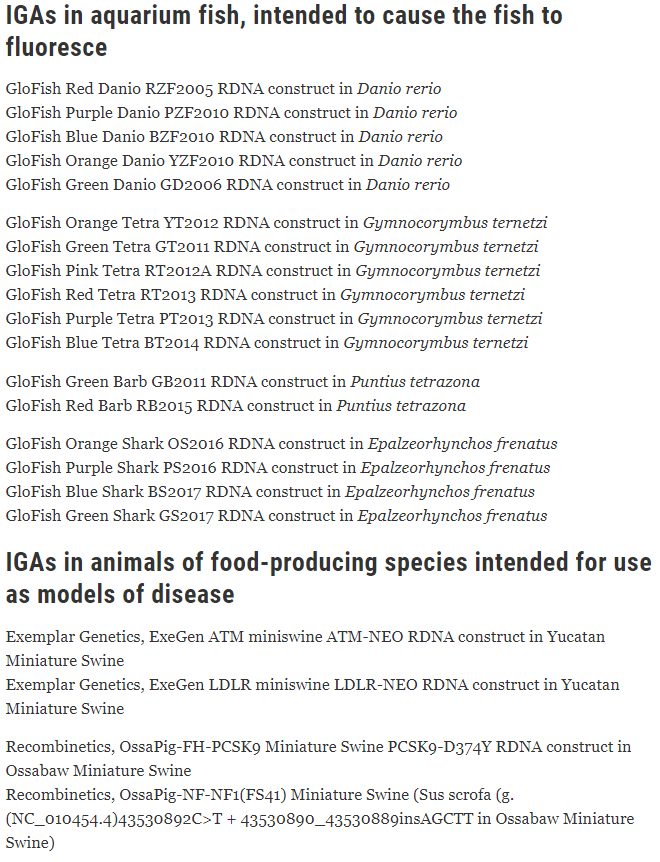 IGAs in aquarium fish, intended to cause the fish to
fluoresce
GloFish Red Danio RZF2005 RDNA construct in Danio rerio
GloFish Purple Danio PZF2010 RDNA construct in Danio rerio
GloFish Blue Danio BZF2010 RDNA construct in Danio rerio
GloFish Orange Danio YZF2010 RDNA construct in Danio rerio
GloFish Green Danio GD2006 RDNA construct in Danio rerio
GloFish Orange Tetra YT2012 RDNA construct in Gymnocorymbus ternetzi
GloFish Green Tetra GT2011 RDNA construct in Gymnocorymbus ternetzi
GloFish Pink Tetra RT2012A RDNA construct in Gymnocorymbus ternetzi
GloFish Red Tetra RT2013 RDNA construct in Gymnocorymbus ternetzi
GloFish Purple Tetra PT2013 RDNA construct in Gymnocorymbus ternetzi
GloFish Blue Tetra BT2014 RDNA construct in Gymnocorymbus ternetzi
GloFish Green Barb GB2011 RDNA construct in Puntius tetrazona
GloFish Red Barb RB2015 RDNA construct in Puntius tetrazona
GloFish Orange Shark OS2016 RDNA construct in Epalzeorhynchos frenatus
GloFish Purple Shark PS2016 RDNA construct in Epalzeorhynchos frenatus
GloFish Blue Shark BS2017 RDNA construct in Epalzeorhynchos frenatus
GloFish Green Shark GS2017 RDNA construct in Epalzeorhynchos frenatus
IGAs in animals of food-producing species intended for use
as models of disease
Exemplar Genetics, ExeGen ATM miniswine ATM-NEO RDNA construct in Yucatan
Miniature Swine
Exemplar Genetics, ExeGen LDLR miniswine LDLR-NEO RDNA construct in Yucatan
Miniature Swine
Recombinetics, OssaPig-FH-PCSK9 Miniature Swine PCSK9-D374Y RDNA construct in
Ossabaw Miniature Swine
Recombinetics, OssaPig-NF-NF1(FS41) Miniature Swine (Sus scrofa (g.
(NC_010454.4)43530892C>T + 43530890_43530889insAGCTT in Ossabaw Miniature
Swine)